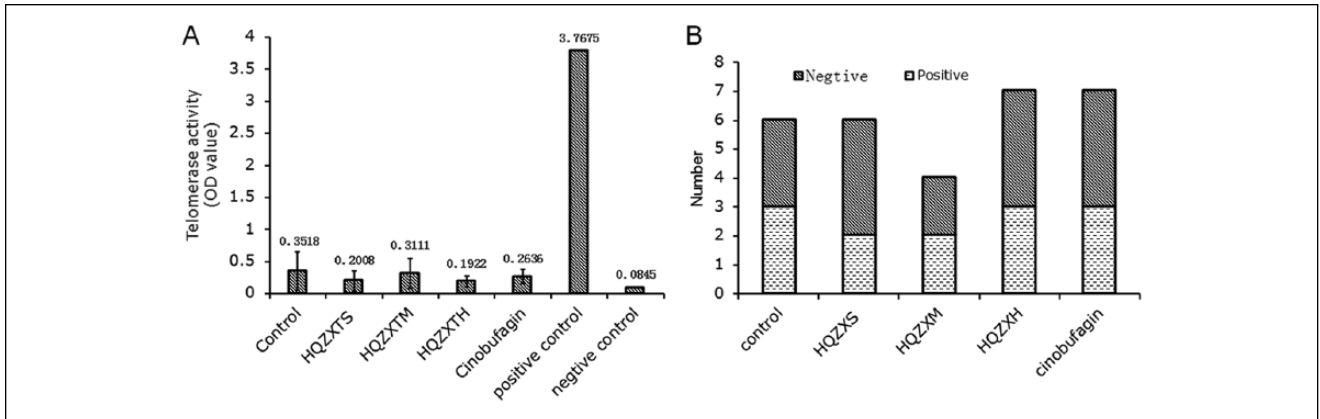 A
Telomerase activity
(OD value)
4
3.5
3
2.5
2
1.5
1
0.5
0
0.3518
0.2008
0.3111
0.1922
0.2636
3.7675
0.0845
Control
HQZXTS
HQZXTM
HQZXTH
Cinobufagin
positive control
negtive control
B
Number
8
7
6
5
4
3
2
1
0
Negtive
Positive
control
HQZXS
HQZXM
HQZXH
cinobufagin